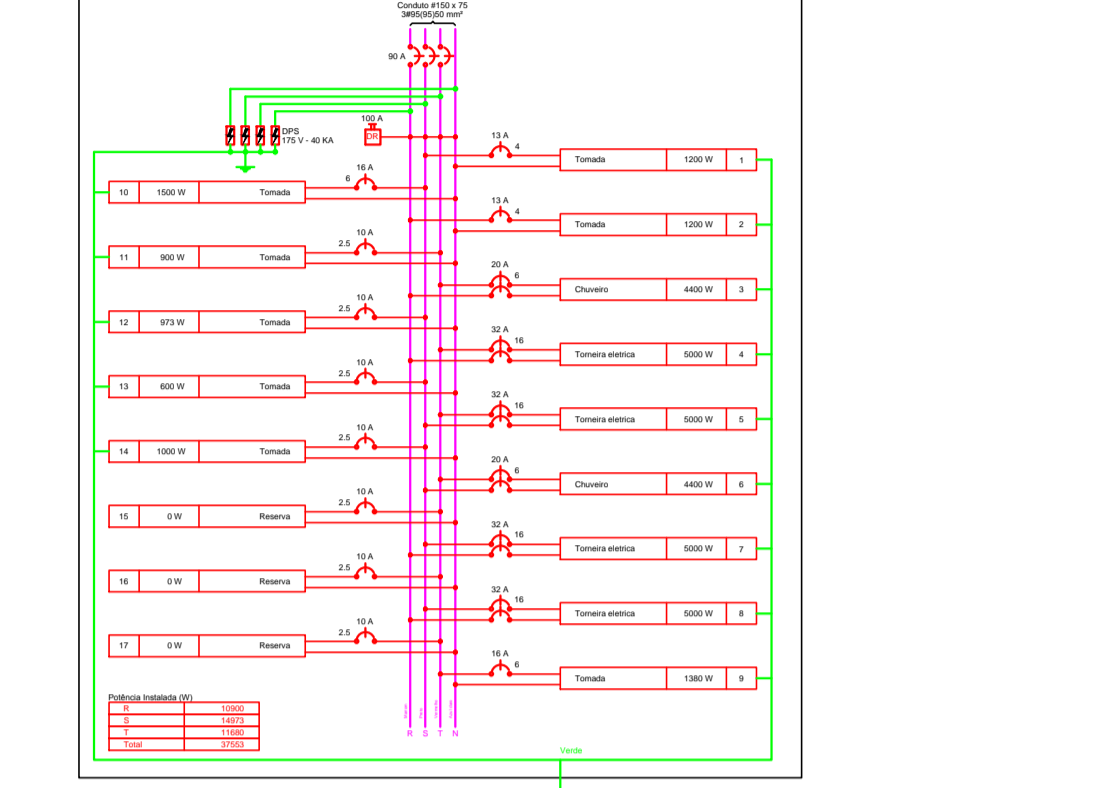 Conduto #150 x 75
3#95(95)50 mm²
90 A
DPS
175 V - 40 KA
100 A
DR
13 A
4
Tomada 1200 W 1
16 A
6
10 1500 W Tomada
13 A
4
Tomada 1200 W 2
10 A
2.5
11 900 W Tomada
20 A
6
Chuveiro 4400 W 3
10 A
2.5
12 973 W Tomada
32 A
16
Torneira eletrica 5000 W 4
10 A
2.5
13 600 W Tomada
32 A
16
Torneira eletrica 5000 W 5
10 A
2.5
14 1000 W Tomada
20 A
6
Chuveiro 4400 W 6
10 A
2.5
15 0 W Reserva
32 A
16
Torneira eletrica 5000 W 7
10 A
2.5
16 0 W Reserva
32 A
16
Torneira eletrica 5000 W 8
10 A
2.5
17 0 W Reserva
16 A
6
Tomada 1380 W 9
Potência Instalada (W)
R 10900
S 14973
T 11680
Total 37553
R S T N
Verde